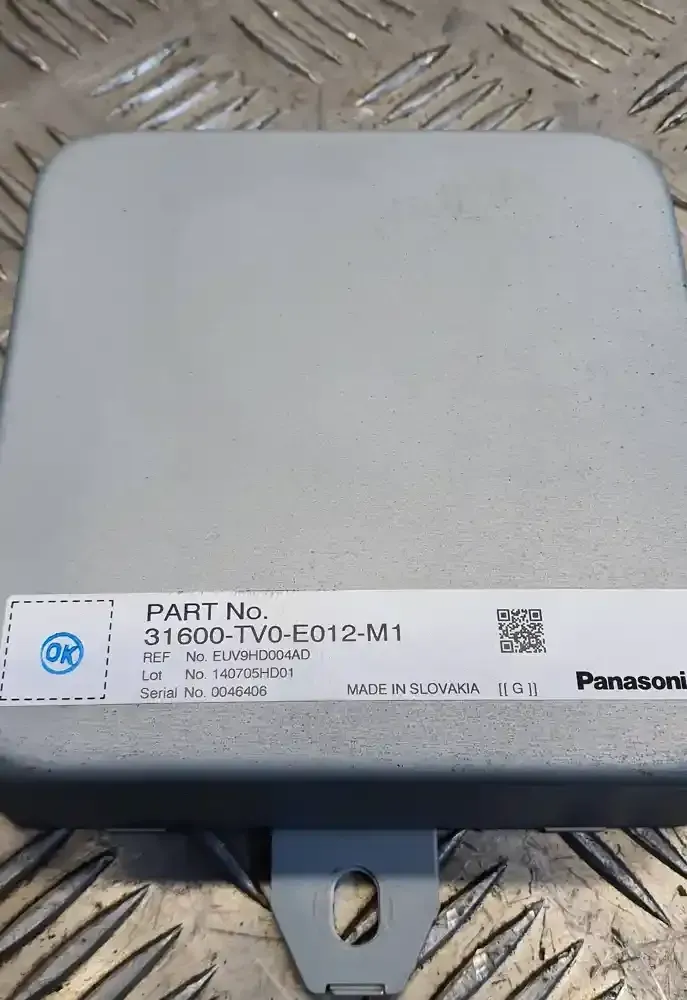 OK
PART No.
31600-TV0-E012-M1
REF No. EUV9HD004AD
Lot No. 140705HD01
Serial No. 0046406
MADE IN SLOVAKIA [[ G ]]
Panasoni